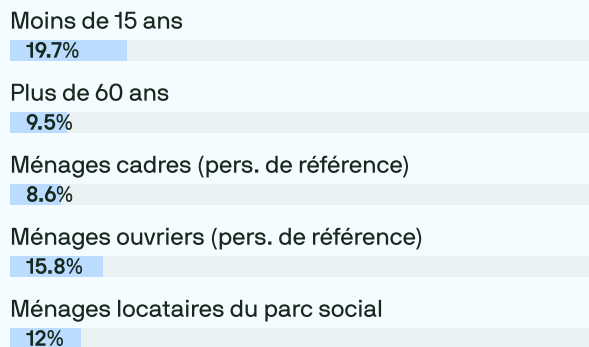 Moins de 15 ans
19.7%
Plus de 60 ans
9.5%
Ménages cadres (pers. de référence)
8.6%
Ménages ouvriers (pers. de référence)
15.8%
Ménages locataires du parc social
12%